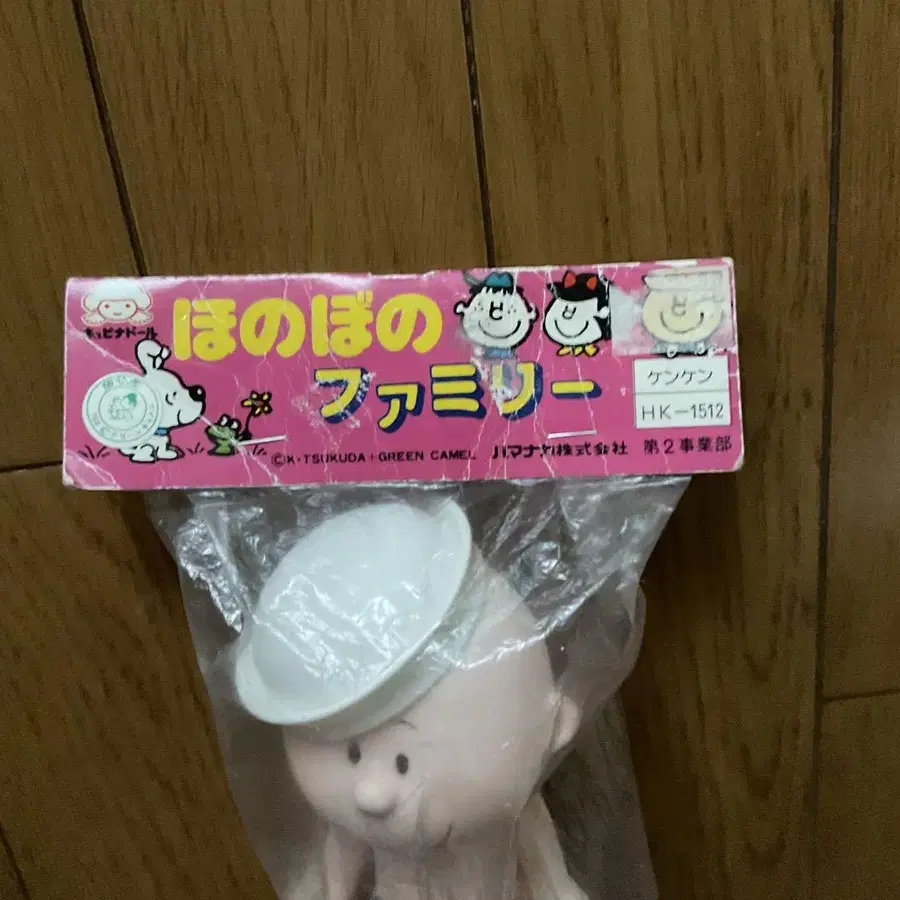 キュピナドール
ほのぼの
ファミリー
ケンケン
HK-1512
©K・TSUKUDA + GREEN CAMEL
ハマナカ株式会社
第2事業部